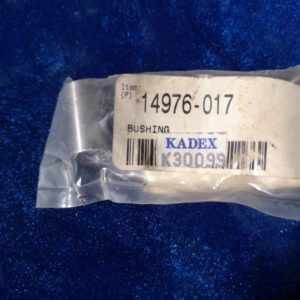 Item:
(P) 14976-017
BUSHING
KADEX
K30099